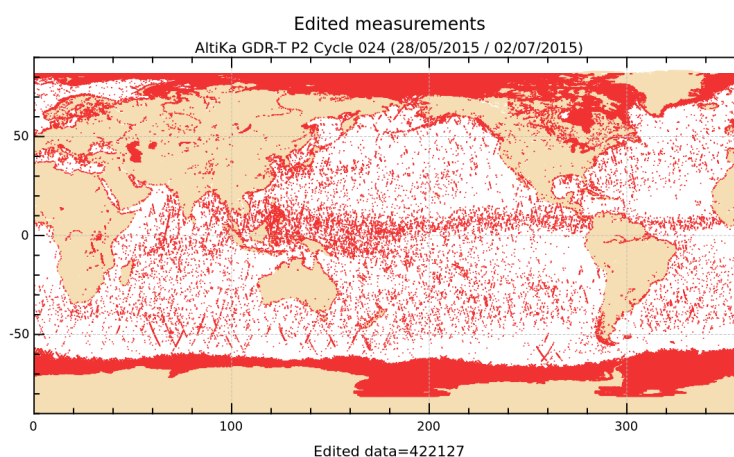 Edited measurements
AltiKa GDR-T P2 Cycle 024 (28/05/2015 / 02/07/2015)
50
0
-50
0
100
200
300
Edited data=422127